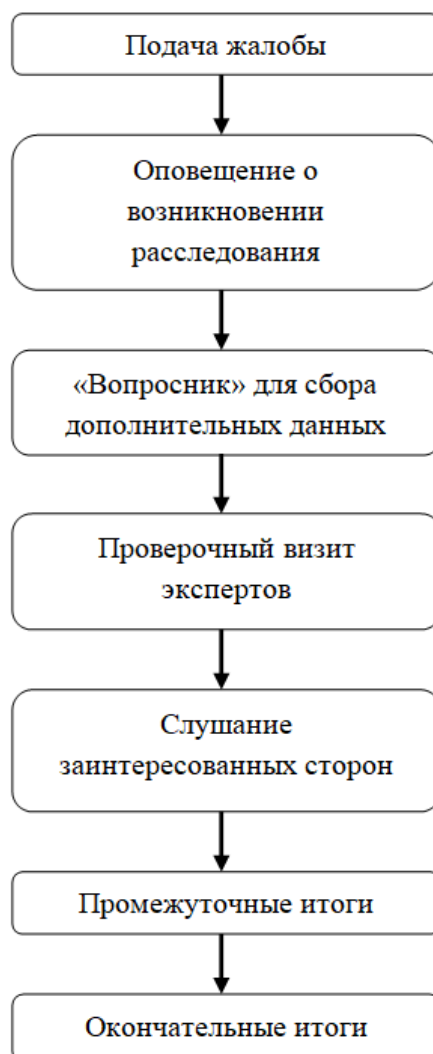 Подача жалобы
Оповещение о
возникновении
расследования
«Вопросник» для сбора
дополнительных данных
Проверочный визит
экспертов
Слушание
заинтересованных сторон
Промежуточные итоги
Окончательные итоги